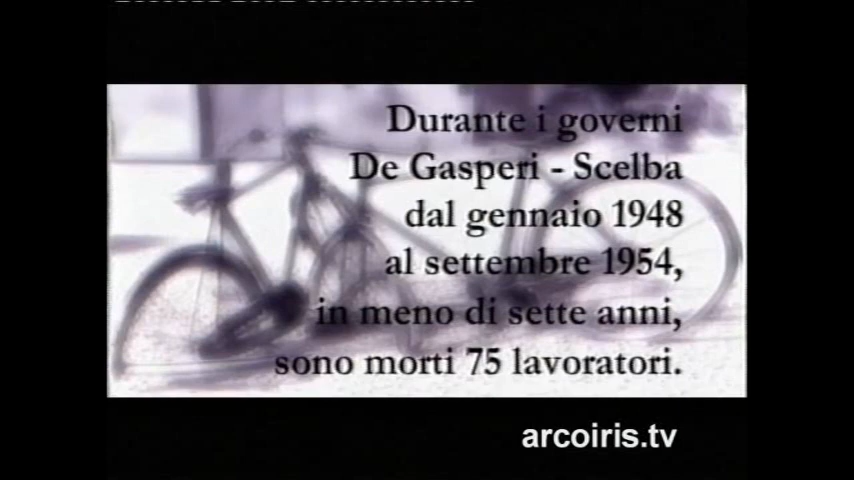 Durante i governi
De Gasperi - Scelba
dal gennaio 1948
al settembre 1954,
in meno di sette anni,
sono morti 75 lavoratori.
arcoiris.tv